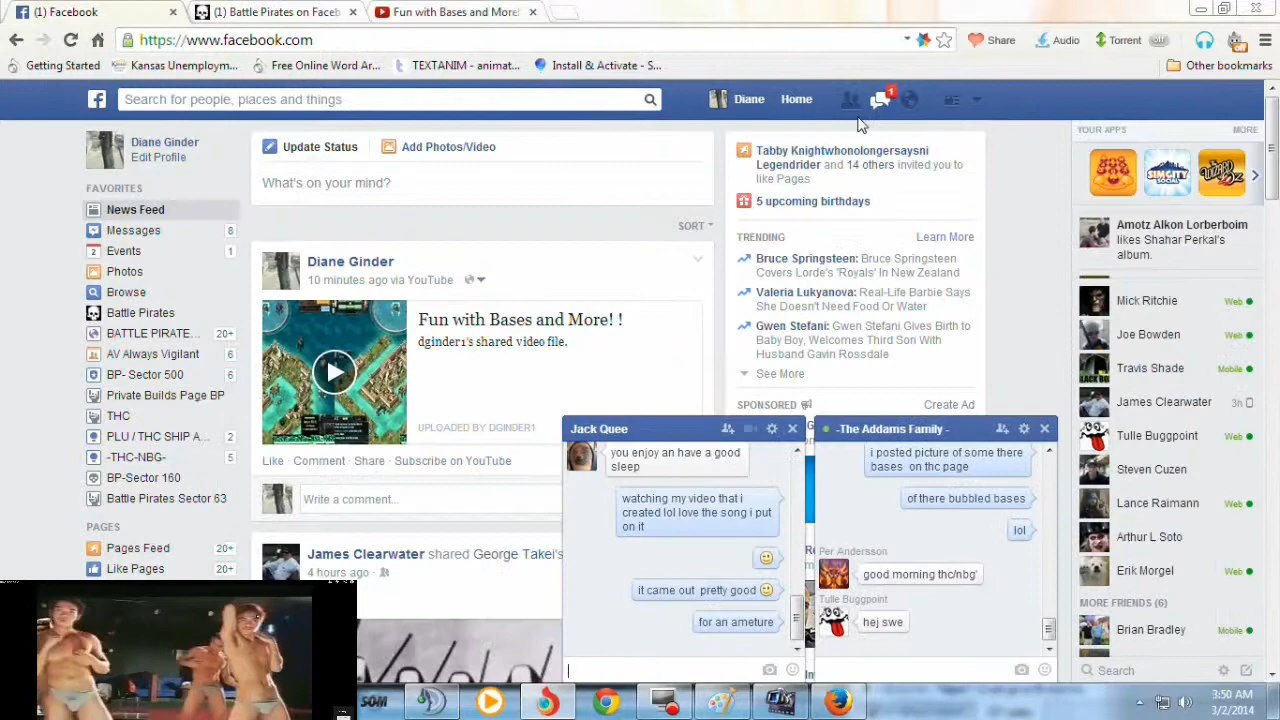 (1) Facebook
(1) Battle Pirates on Faceb
Fun with Bases and More!
https://www.facebook.com
Share
Audio
Torrent
Getting Started
Kansas Unemploym...
Free Online Word Ar...
TEXTANIM - animat...
Install & Activate - S...
Other bookmarks
Search for people, places and things
Diane
Home
1
Diane Ginder
Edit Profile
FAVORITES
News Feed
Messages 8
2 Events 1
Photos
Browse
Battle Pirates
BATTLE PIRATE... 20+
AV Always Vigilant 6
BP- Sector 500 6
Private Builds Page BP
THC
PLU / THC SHIP A... 2
-THC-NBG- 5
BP-Sector 160
Battle Pirates Sector 63
PAGES
Pages Feed 20+
Like Pages 20+
Update Status
Add Photos/Video
What's on your mind?
SORT
Diane Ginder
10 minutes ago via YouTube
Fun with Bases and More! !
dginder1's shared video file.
UPLOADED BY DGINDER1
Like · Comment · Share · Subscribe on YouTube
Write a comment...
James Clearwater shared George Takei's
4 hours ago
Tabby Knightwhonolongersaysni
Legendrider and 14 others invited you to
like Pages
5 upcoming birthdays
TRENDING
Learn More
Bruce Springsteen: Bruce Springsteen
Covers Lorde's 'Royals' In New Zealand
Valeria Lukyanova: Real-Life Barbie Says
She Doesn't Need Food Or Water
Gwen Stefani: Gwen Stefani Gives Birth to
Baby Boy, Welcomes Third Son With
Husband Gavin Rossdale
See More
SPONSORED
Create Ad
Jack Quee
you enjoy an have a good
sleep
watching my video that i
created lol love the song i put
on it
it came out pretty good
for an ameture
-The Addams Family -
i posted picture of some there
bases on thc page
of there bubbled bases
lol
Per Andersson
good morning thc/nbg'
Tulle Buggpoint
hej swe
YOUR APPS
MORE
SIMCITY
SOCIAL
Amotz Alkon Lorberboim
likes Shahar Perkal's
album.
Mick Ritchie Web
Joe Bowden Web
Travis Shade Mobile
James Clearwater 3h
Tulle Buggpoint Web
Steven Cuzen
Lance Raimann Web
Arthur L Soto
Erik Morgel Web
MORE FRIENDS (6)
Brian Bradley Mobile
Search
SOM
3:50 AM
3/2/2014